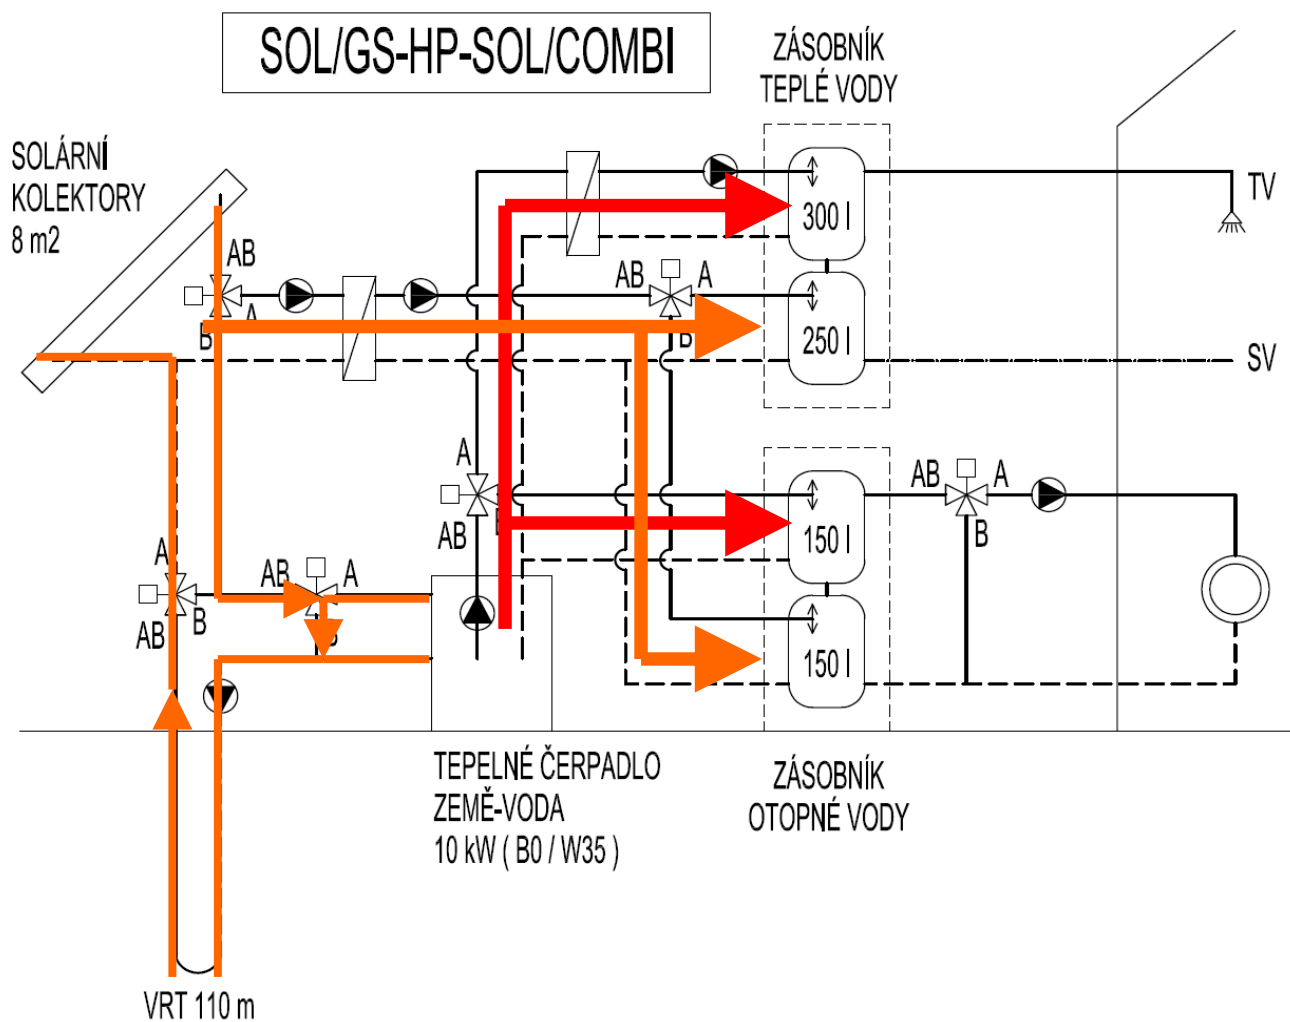 SOL/GS-HP-SOL/COMBI
ZÁSOBNÍK
TEPLÉ VODY
SOLÁRNÍ
KOLEKTORY
8 m2
TV
300 l
AB
AB
A
A
B
B
250 l
SV
A
AB
B
AB
A
B
150 l
A
AB
B
AB
A
B
150 l
TEPELNÉ ČERPADLO
ZEMĚ-VODA
10 kW ( B0 / W35 )
ZÁSOBNÍK
OTOPNÉ VODY
VRT 110 m